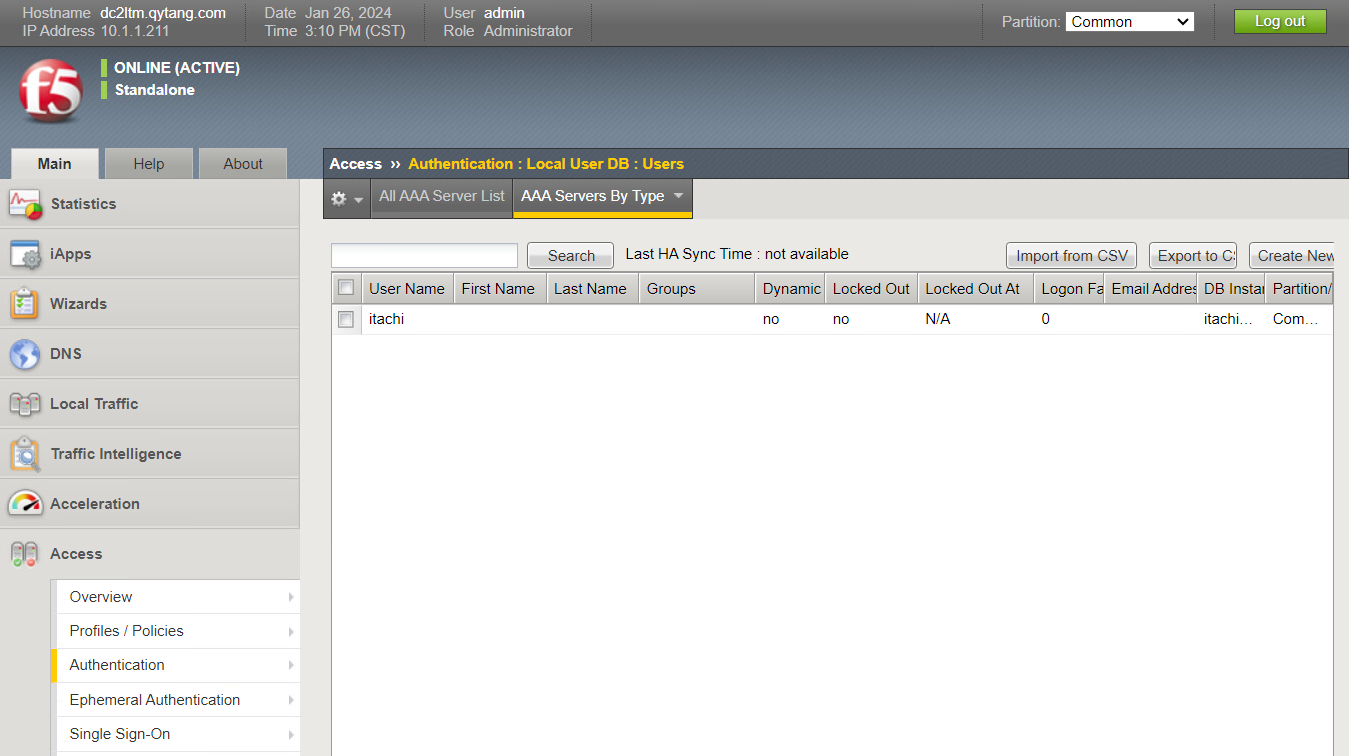 Hostname dc2ltm.qytang.com Date Jan 26, 2024 User admin Partition: Common Log out
IP Address 10.1.1.211 Time 3:10 PM (CST) Role Administrator
f5
ONLINE (ACTIVE)
Standalone
Main Help About
Access ›› Authentication : Local User DB : Users
All AAA Server List AAA Servers By Type
Statistics
iApps
Wizards
DNS
Local Traffic
Traffic Intelligence
Acceleration
Access
Overview
Profiles / Policies
Authentication
Ephemeral Authentication
Single Sign-On
Search Last HA Sync Time : not available Import from CSV Export to C Create New
User Name First Name Last Name Groups Dynamic Locked Out Locked Out At Logon Fa Email Addres DB Instan Partition/
itachi no no N/A 0 itachi... Com...